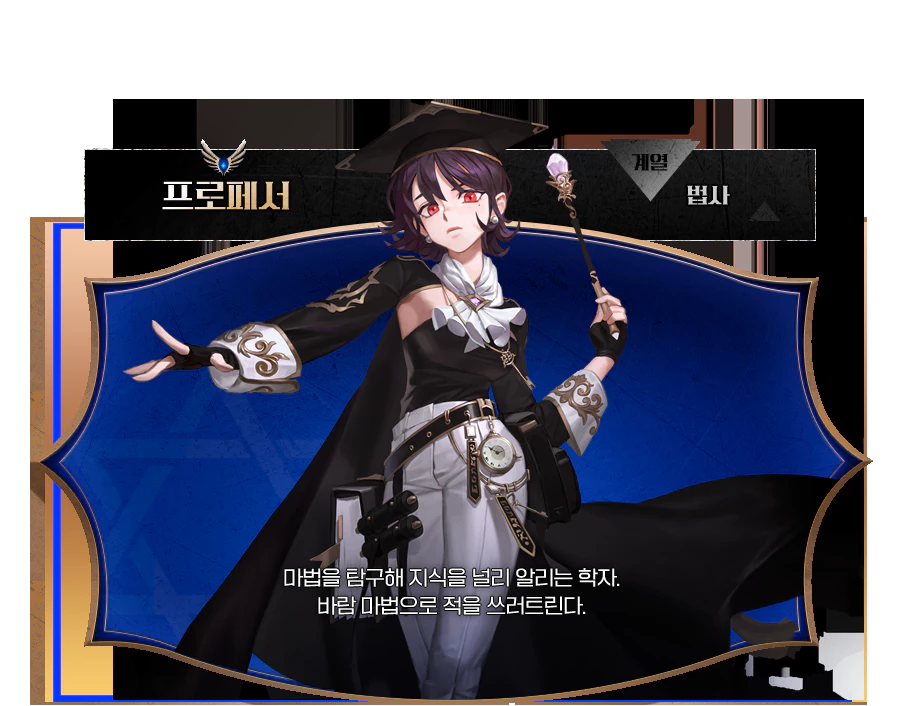 프로페서
계열
법사
마법을 탐구해 지식을 널리 알리는 학자.
바람 마법으로 적을 쓰러트린다.